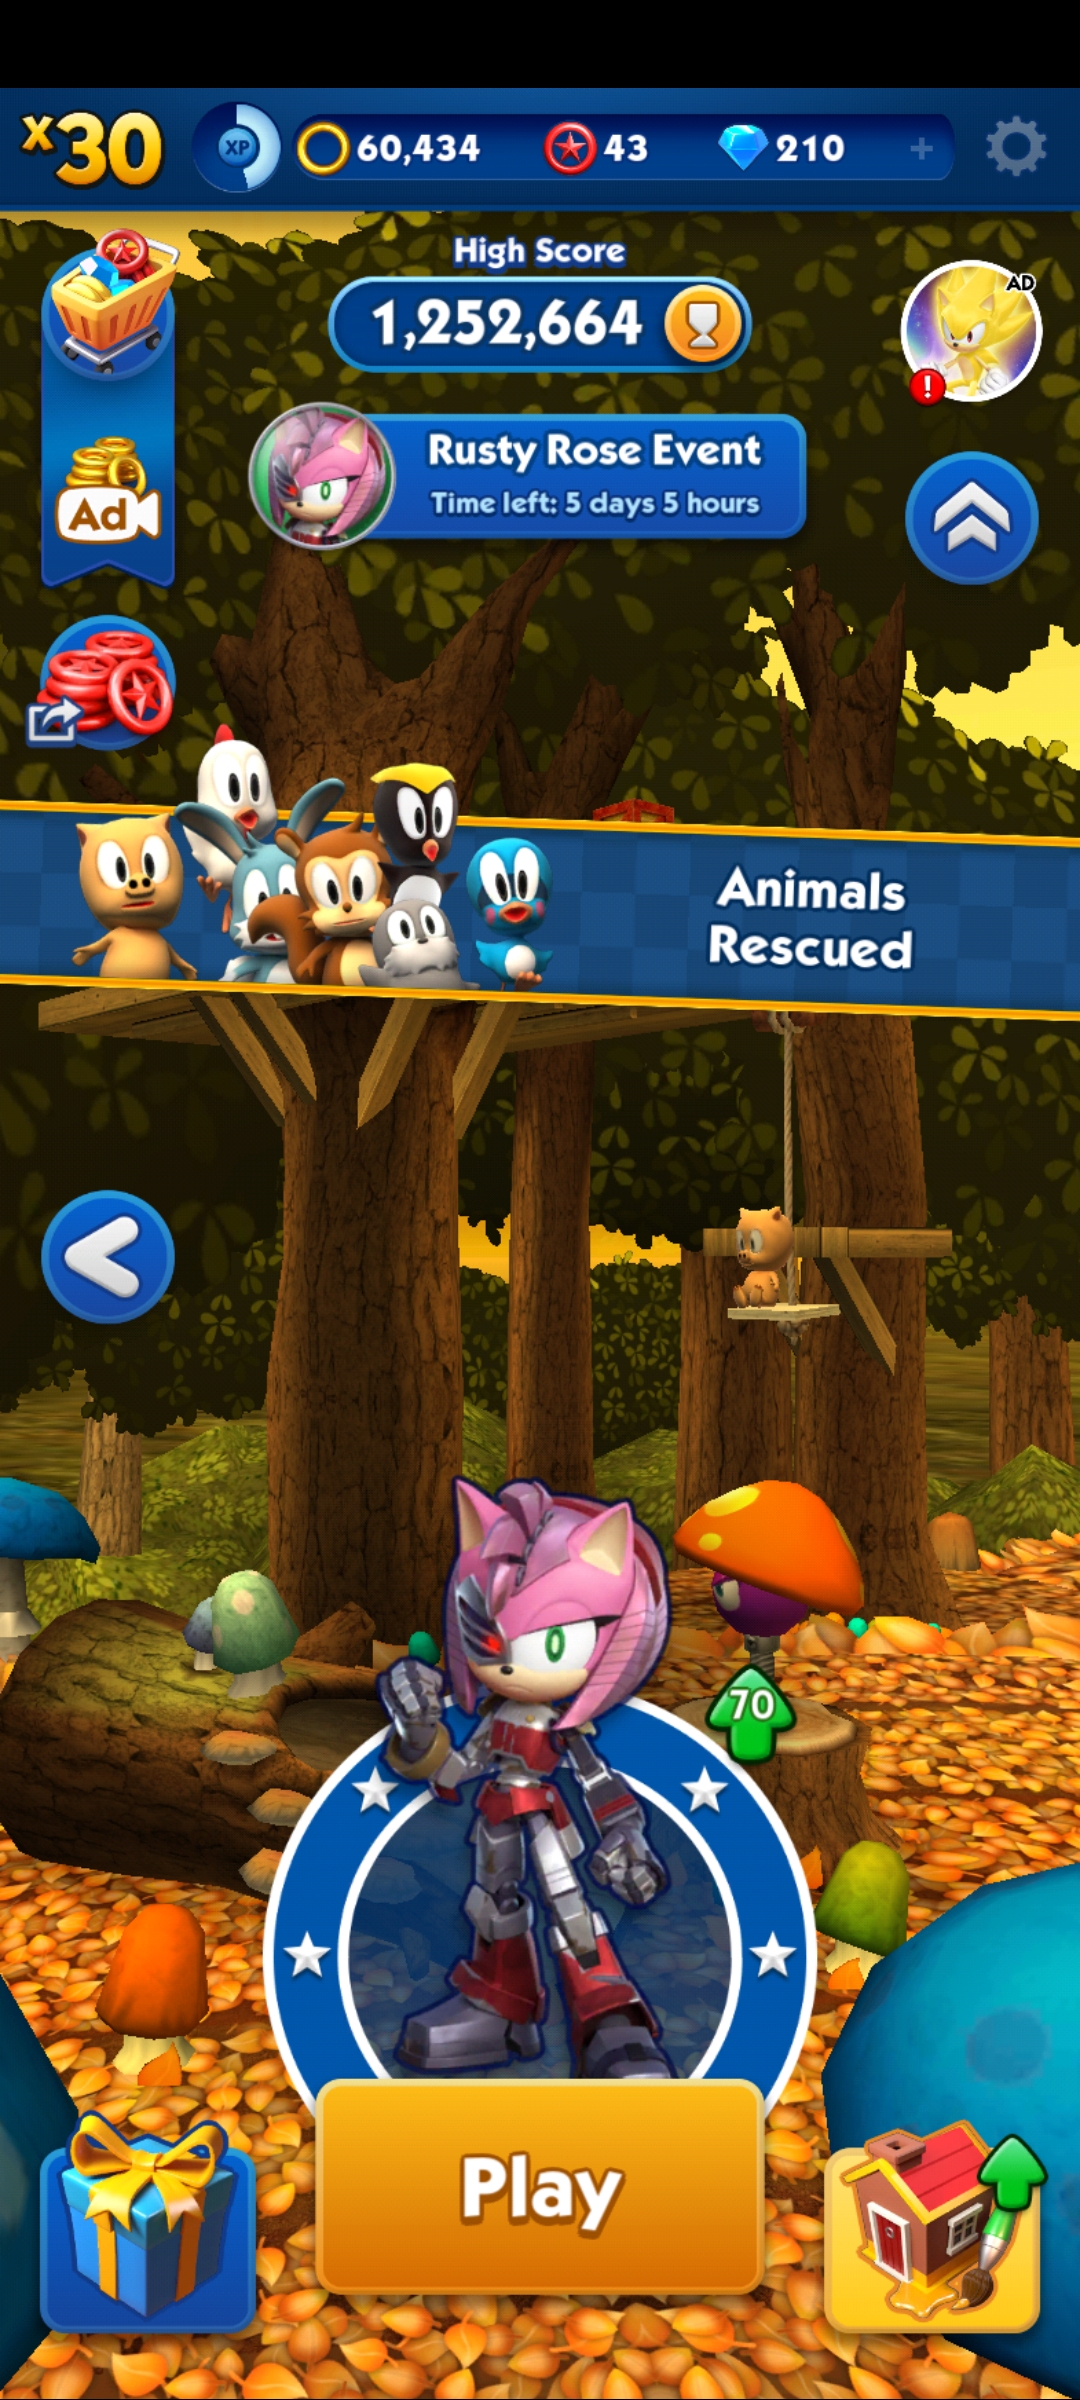 x30
XP
60,434
43
210
+
High Score
1,252,664
AD
!
Rusty Rose Event
Time left: 5 days 5 hours
Ad
Animals
Rescued
70
Play